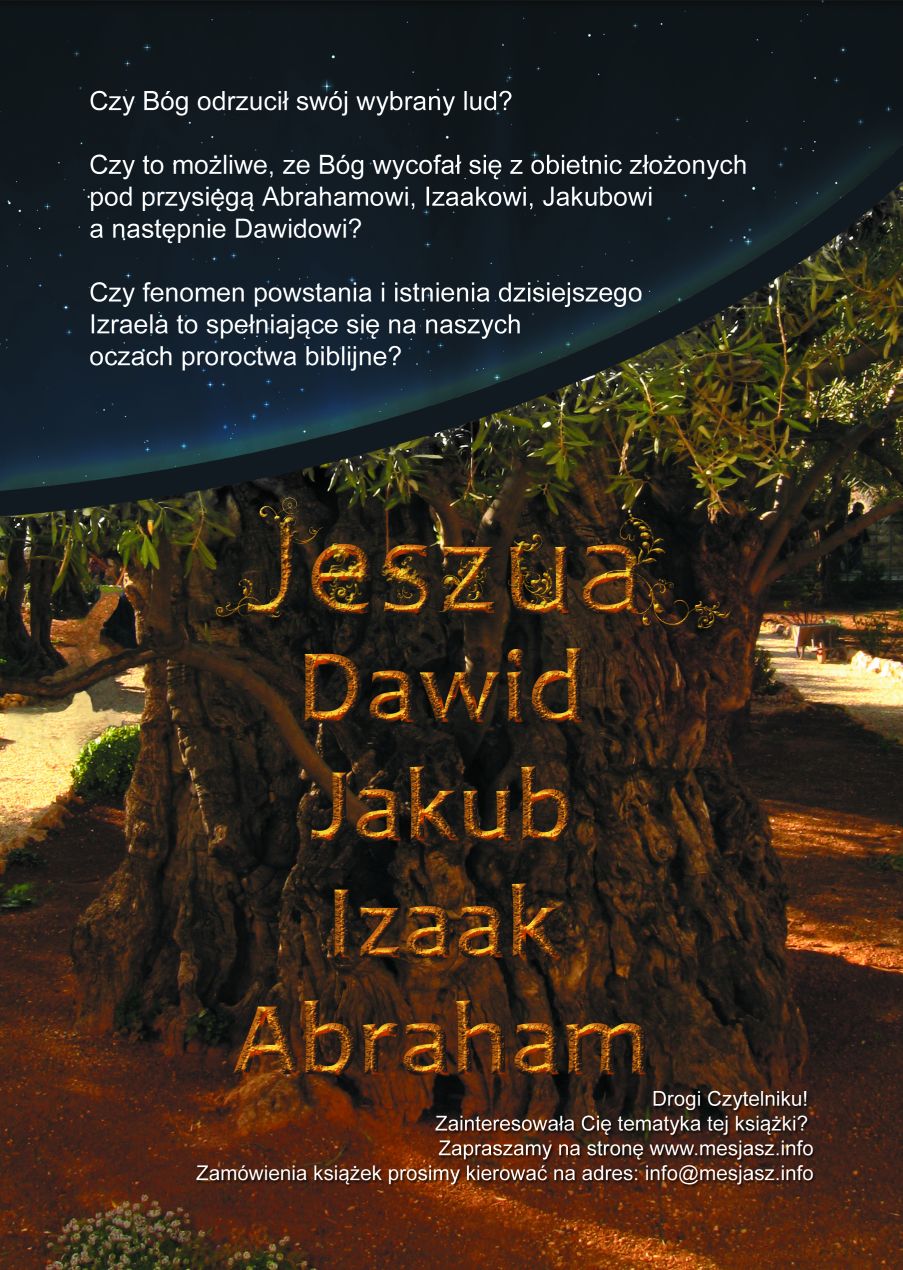 Czy Bóg odrzucił swój wybrany lud?
Czy to możliwe, ze Bóg wycofał się z obietnic złożonych
pod przysięgą Abrahamowi, Izaakowi, Jakubowi
a następnie Dawidowi?
Czy fenomen powstania i istnienia dzisiejszego
Izraela to spełniające się na naszych
oczach proroctwa biblijne?
Jeszua
Dawid
Jakub
Izaak
Abraham
Drogi Czytelniku!
Zainteresowała Cię tematyka tej książki?
Zapraszamy na stronę www.mesjasz.info
Zamówienia książek prosimy kierować na adres: info@mesjasz.info